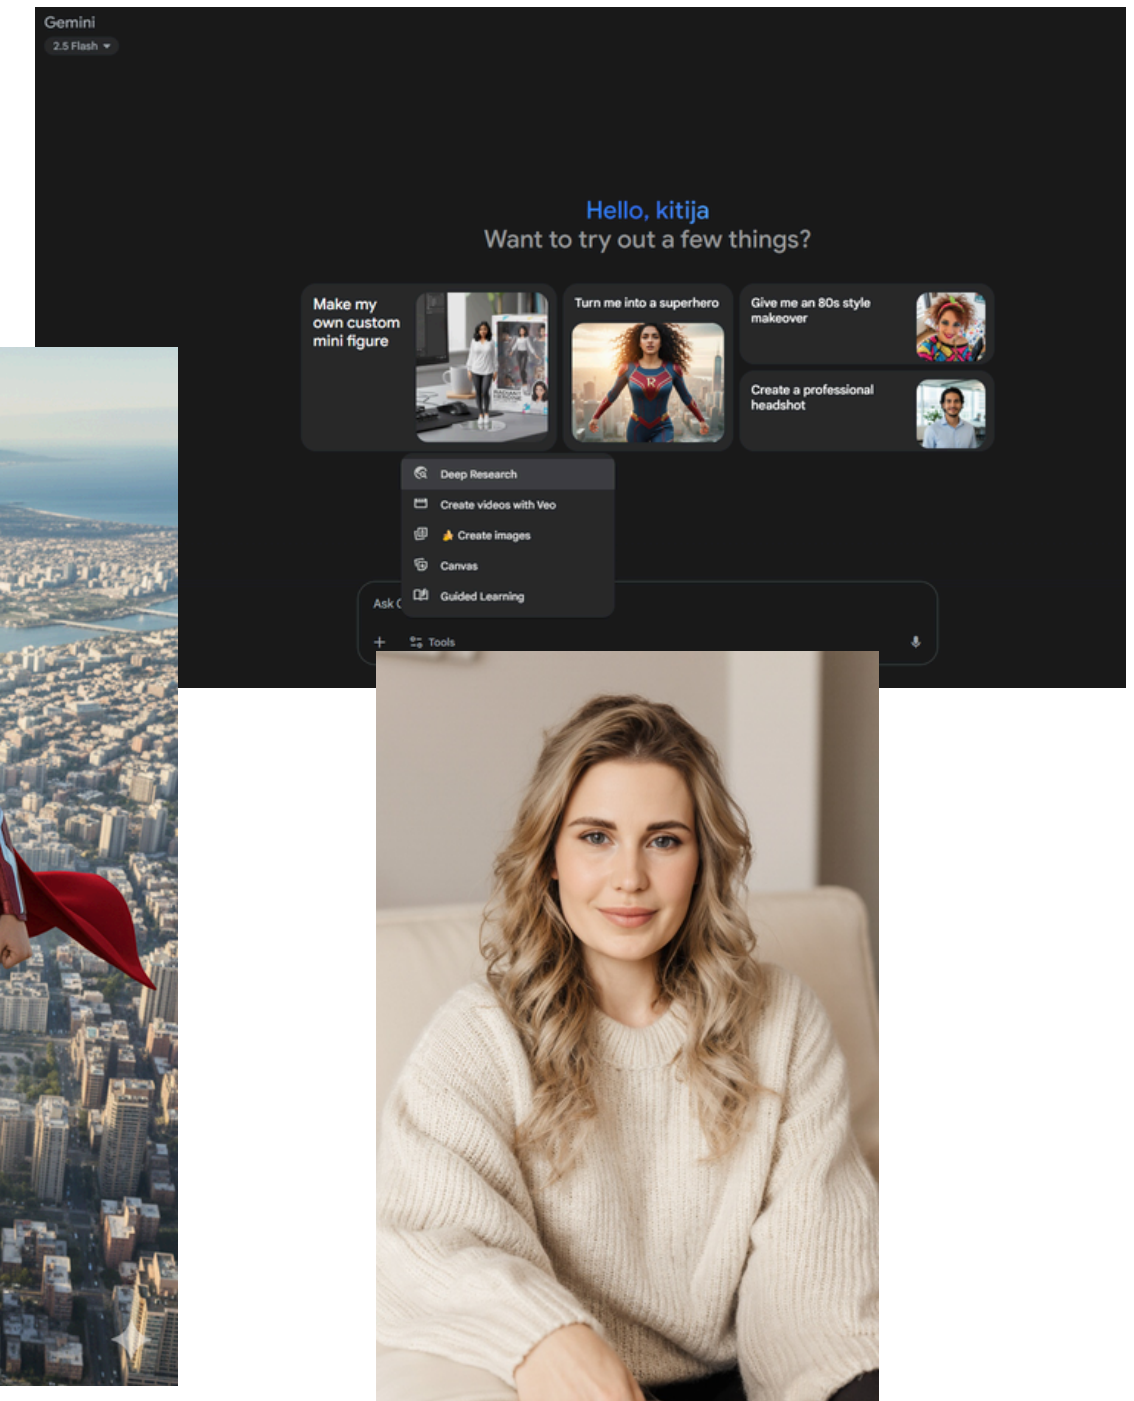 Gemini
2.5 Flash
Hello, kitija
Want to try out a few things?
Make my
own custom
mini figure
Turn me into a superhero
R
Give me an 80s style
makeover
Create a professional
headshot
Deep Research
Create videos with Veo
Create images
Canvas
Guided Learning
Ask
Tools